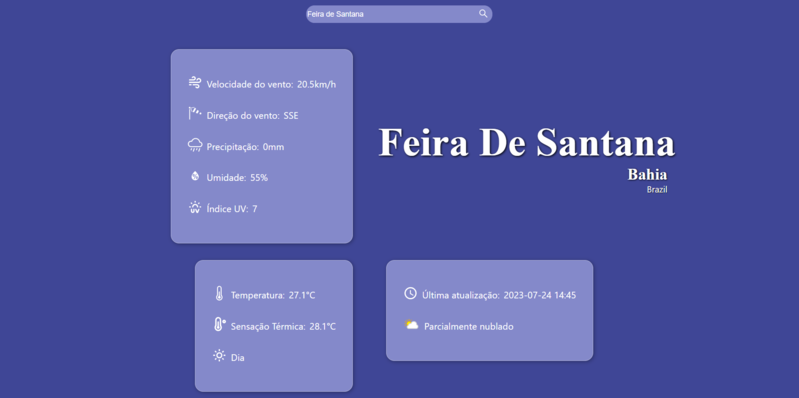 Feira de Santana
Velocidade do vento: 20.5km/h
Direção do vento: SSE
Precipitação: 0mm
Umidade: 55%
Índice UV: 7
Feira De Santana
Bahia
Brazil
Temperatura: 27.1°C
Sensação Térmica: 28.1°C
Dia
Última atualização: 2023-07-24 14:45
Parcialmente nublado